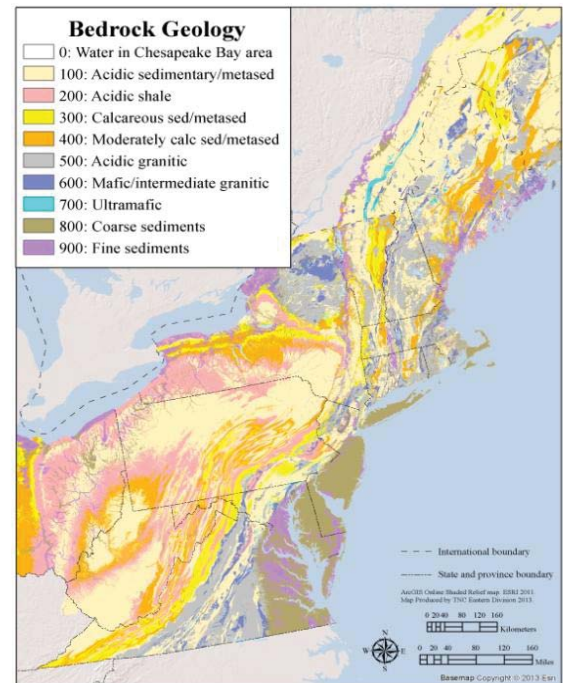 Bedrock Geology
0: Water in Chesapeake Bay area
100: Acidic sedimentary/metased
200: Acidic shale
300: Calcareous sed/metased
400: Moderately calc sed/metased
500: Acidic granitic
600: Mafic/intermediate granitic
700: Ultramafic
800: Coarse sediments
900: Fine sediments
International boundary
State and province boundary
ArcGIS Online Shaded Relief map: ESRI 2011.
Map Produced by TNC Eastern Division 2013.
0 20 40 80 120 160
Kilometers
N
W E
S
0 20 40 80 120 160
Miles
Basemap Copyright © 2013 Esri